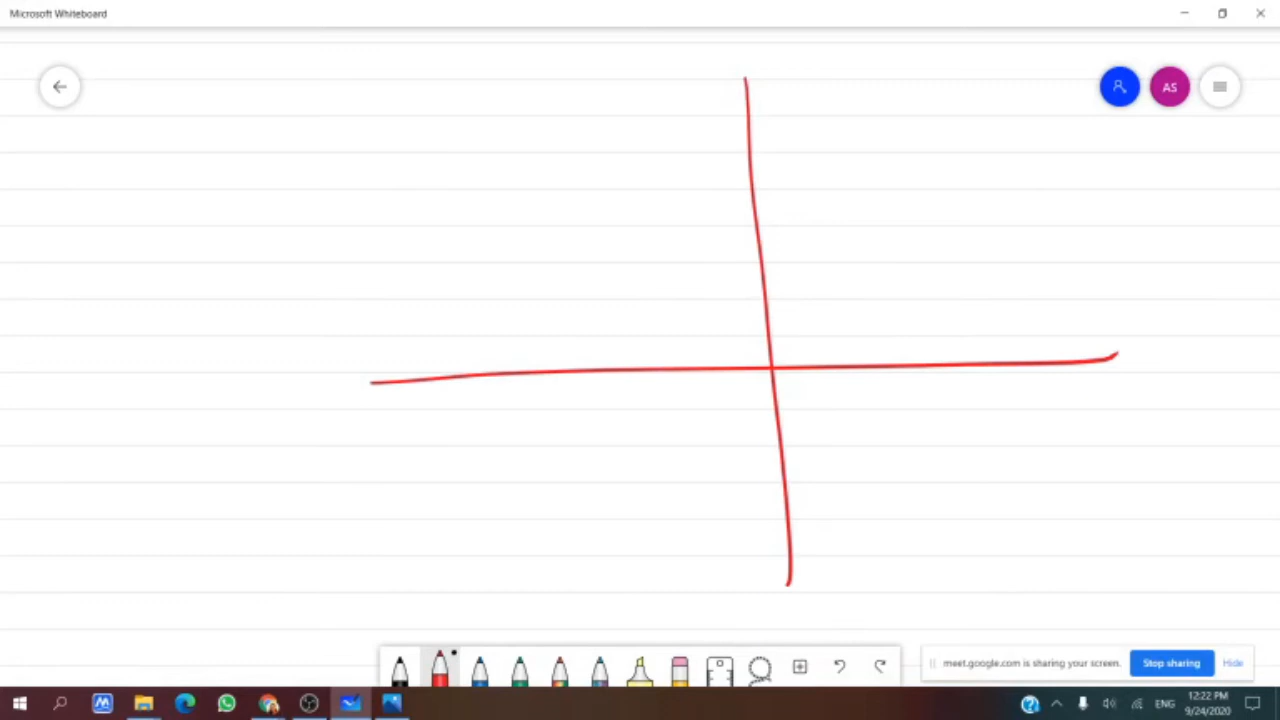 Microsoft Whiteboard
AS
meet.google.com is sharing your screen.
Stop sharing
Hide
ENG
12:22 PM
9/24/2020